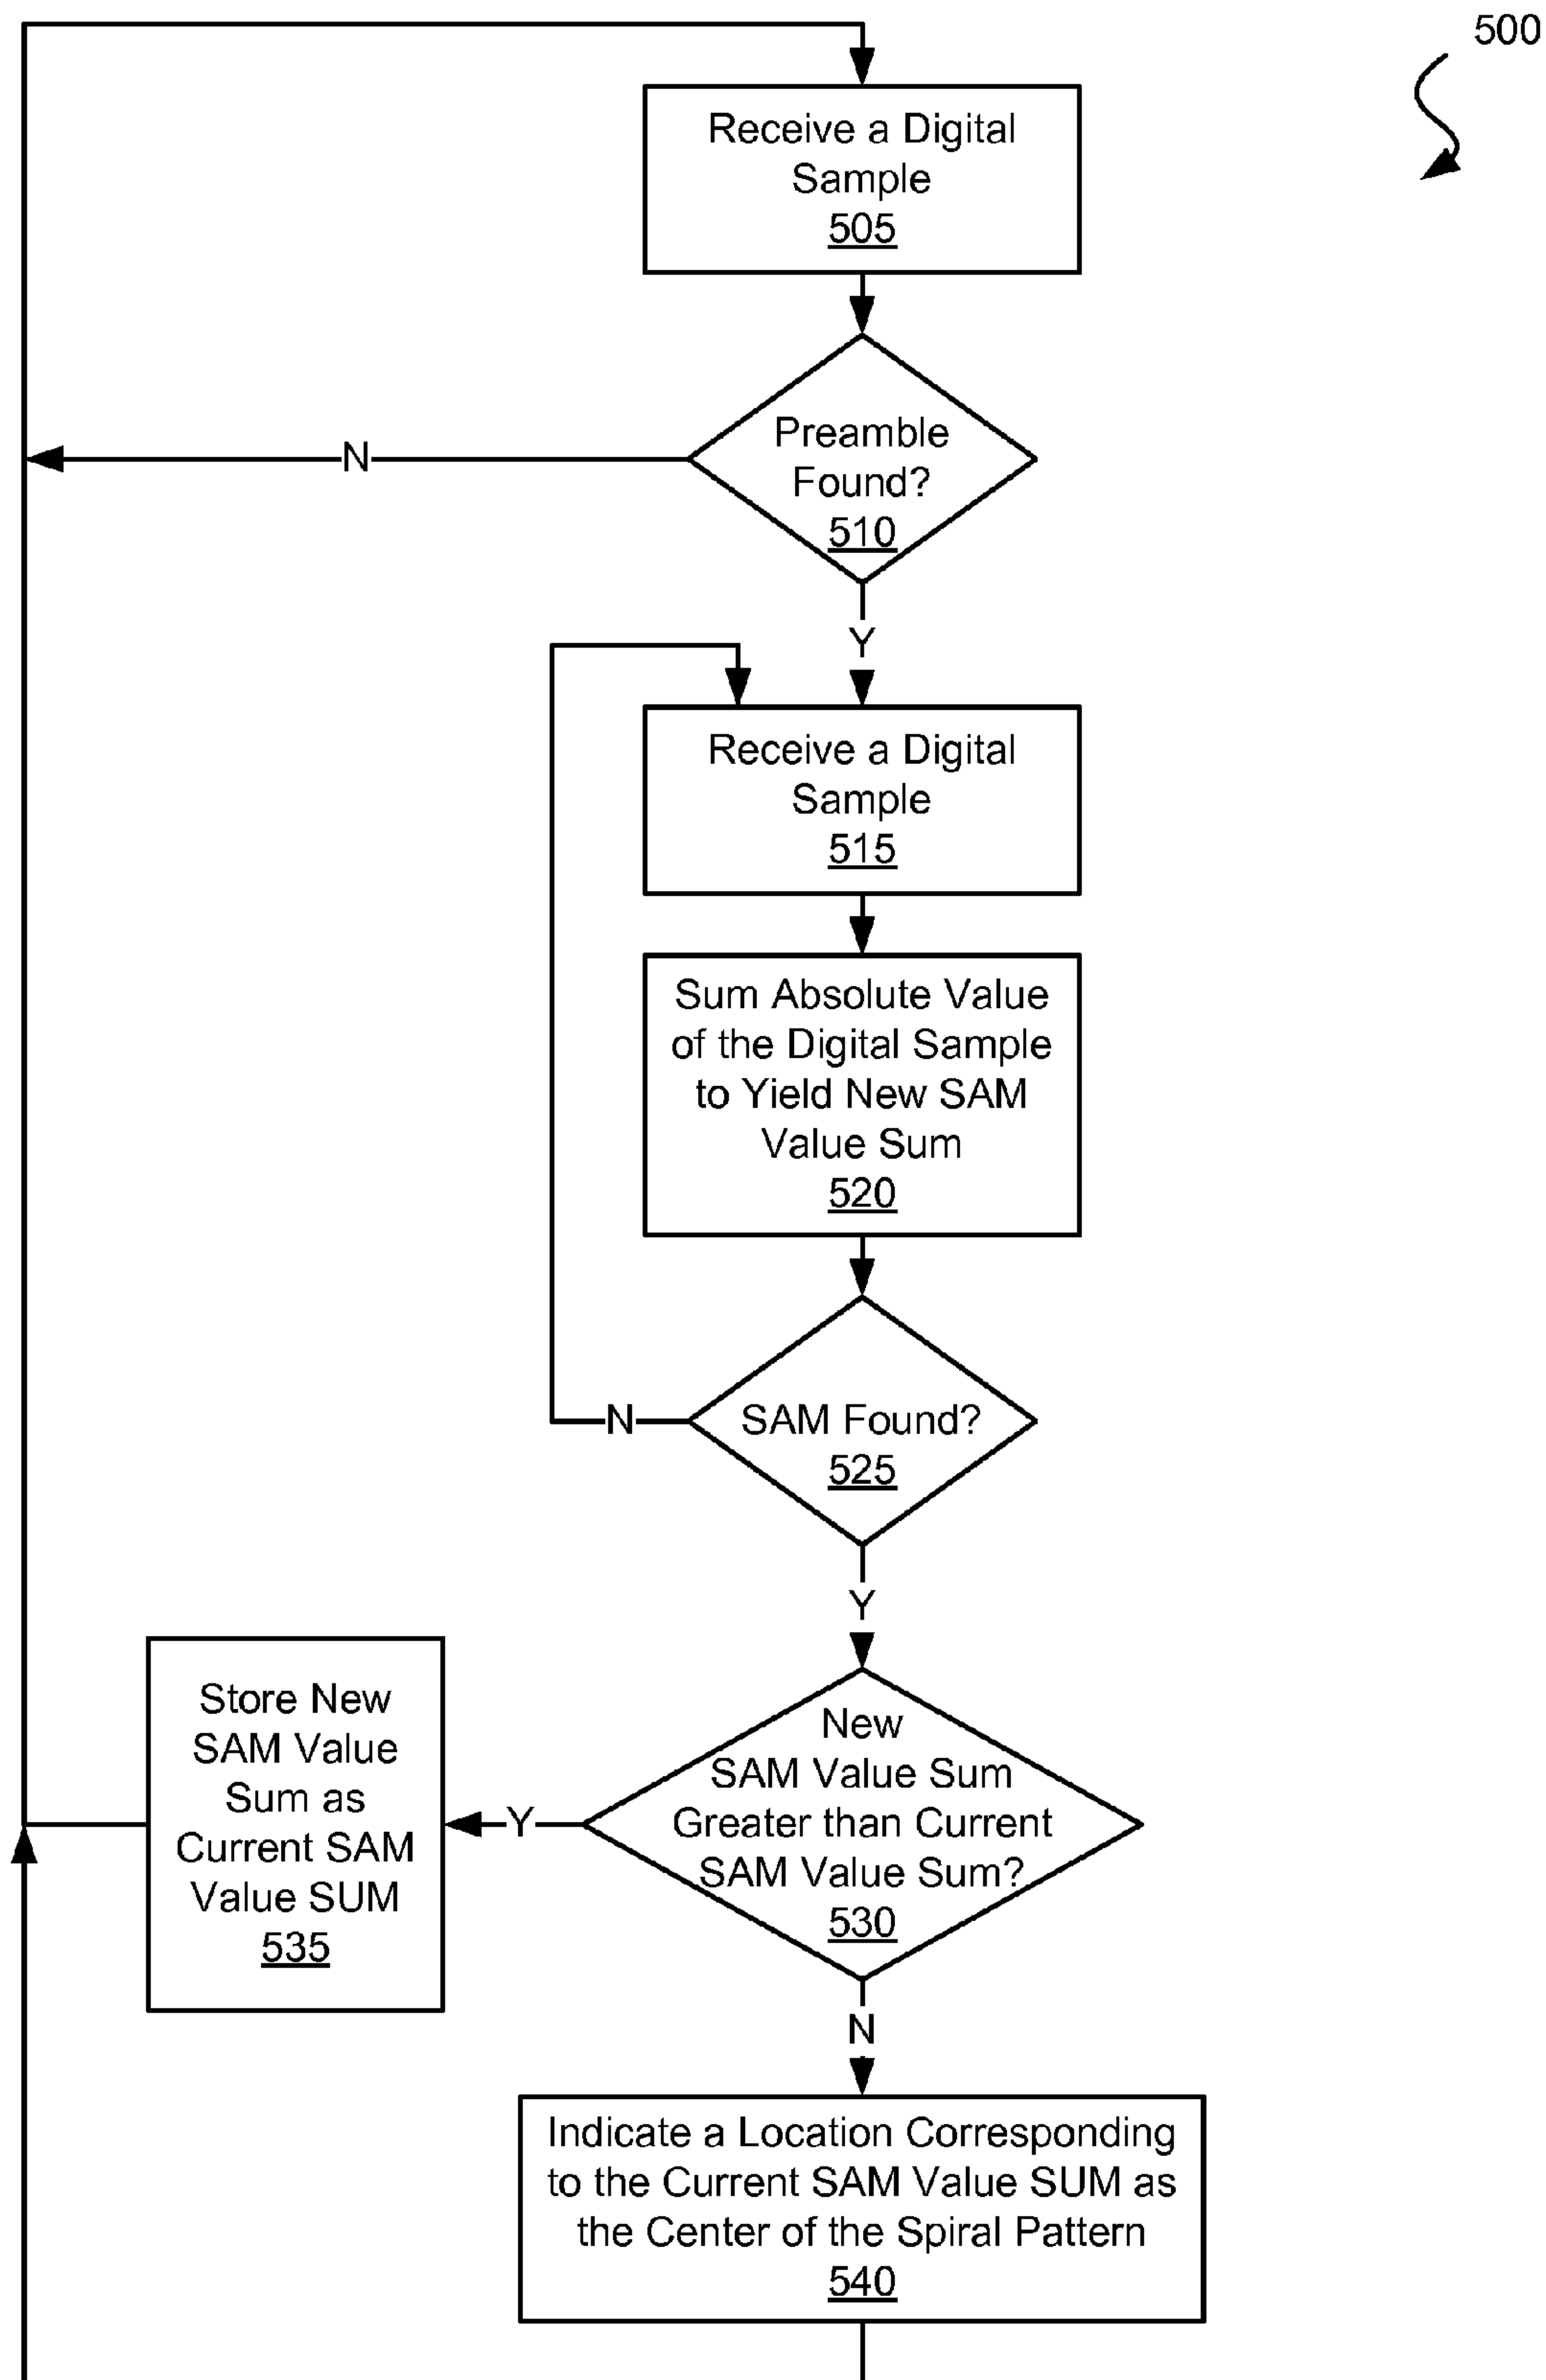 500
Receive a Digital
Sample
505
Preamble
Found?
510
N
Y
Receive a Digital
Sample
515
Sum Absolute Value
of the Digital Sample
to Yield New SAM
Value Sum
520
SAM Found?
525
N
Y
New
SAM Value Sum
Greater than Current
SAM Value Sum?
530
Y
Store New
SAM Value
Sum as
Current SAM
Value SUM
535
N
Indicate a Location Corresponding
to the Current SAM Value SUM as
the Center of the Spiral Pattern
540